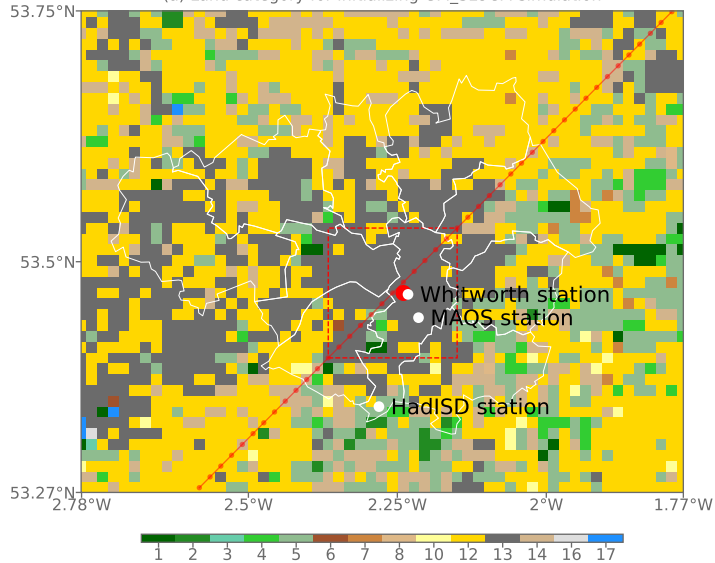 53.75°N
Whitworth station
53.5°N
MAQS station
HadISD station
53.27°N
2.78°W 2.5°W 2.25°W 2°W 1.77°W
1 2 3 4 5 6 7 8 10 12 13 14 16 17